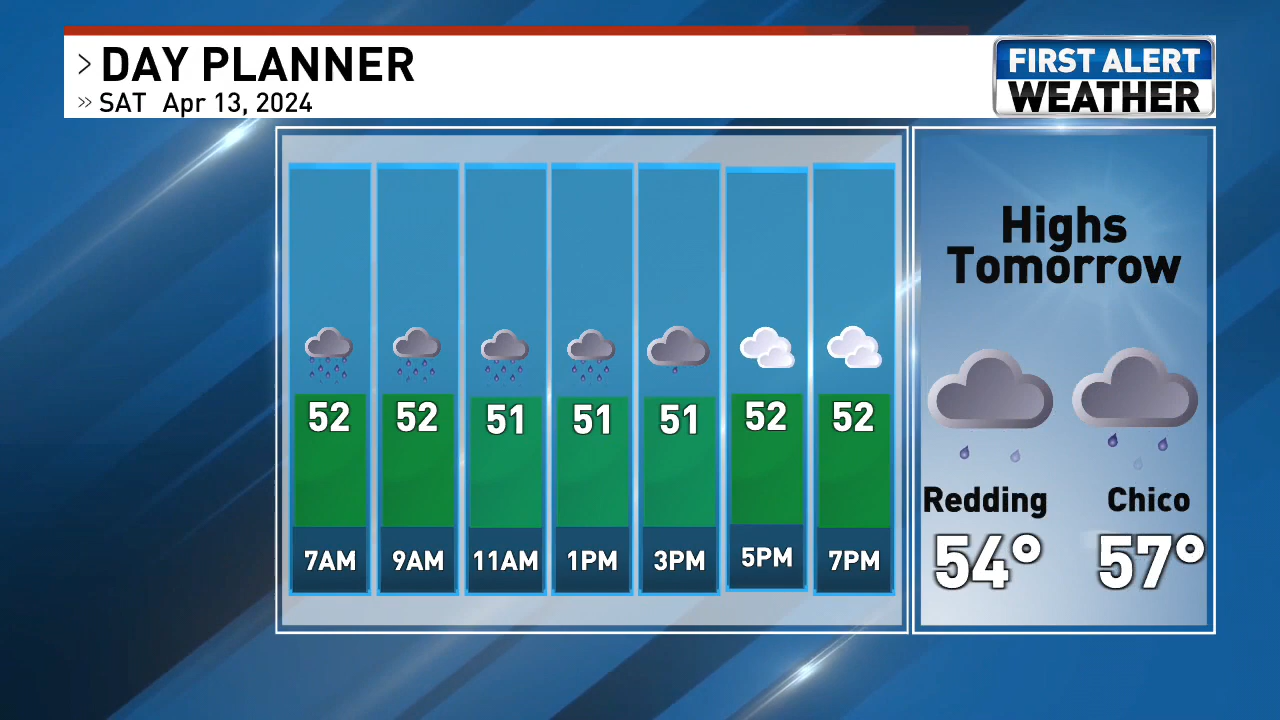 > DAY PLANNER
» SAT Apr 13, 2024
FIRST ALERT
WEATHER
52 52 51 51 51 52 52
7AM 9AM 11AM 1PM 3PM 5PM 7PM
Highs
Tomorrow
Redding Chico
54° 57°